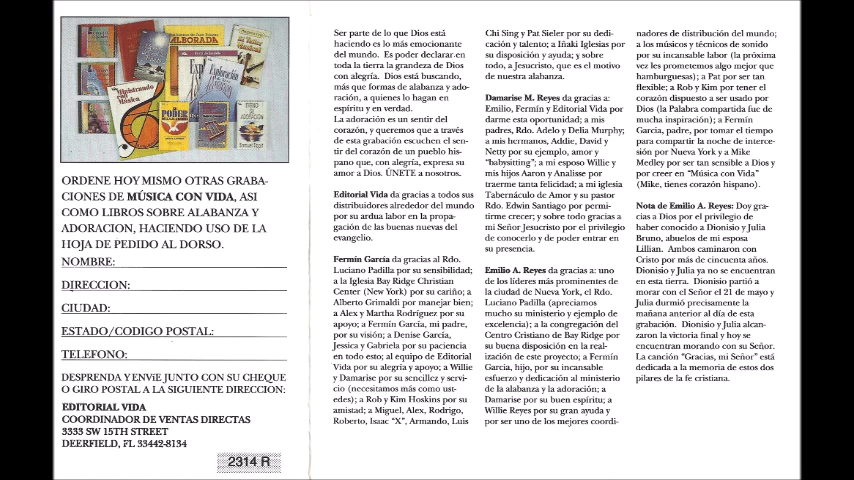 ALBORADA
PODER
ORDENE HOY MISMO OTRAS GRABA-
CIONES DE MÚSICA CON VIDA, ASI
COMO LIBROS SOBRE ALABANZA Y
ADORACION, HACIENDO USO DE LA
HOJA DE PEDIDO AL DORSO.
NOMBRE:
DIRECCION:
CIUDAD:
ESTADO/CODIGO POSTAL:
TELEFONO:
DESPRENDA Y ENVíE JUNTO CON SU CHEQUE
O GIRO POSTAL A LA SIGUIENTE DIRECCION:
EDITORIAL VIDA
COORDINADOR DE VENTAS DIRECTAS
3333 SW 15TH STREET
DEERFIELD, FL 33442-8134
2314 R
Ser parte de lo que Dios está
haciendo es lo más emocionante
del mundo. Es poder declarar en
toda la tierra la grandeza de Dios
con alegría. Dios está buscando,
más que formas de alabanza y ado-
ración, a quienes lo hagan en
espíritu y en verdad.
La adoración es un sentir del
corazón, y queremos que a través
de esta grabación escuchen el sen-
tir del corazón de un pueblo his-
pano que, con alegría, expresa su
amor a Dios. ÚNETE a nosotros.
Editorial Vida da gracias a todos sus
distribuidores alrededor del mundo
por su ardua labor en la propa-
gación de las buenas nuevas del
evangelio.
Fermín García da gracias al Rdo.
Luciano Padilla por su sensibilidad;
a la Iglesia Bay Ridge Christian
Center (New York) por su cariño; a
Alberto Grimaldi por manejar bien;
a Alex y Martha Rodríguez por su
apoyo; a Fermín García, mi padre,
por su visión; a Denise García,
Jessica y Gabriela por su paciencia
en todo esto; al equipo de Editorial
Vida por su alegría y apoyo; a Willie
y Damarise por su sencillez y servi-
cio (necesitamos más como ust-
edes); a Rob y Kim Hoskins por su
amistad; a Miguel, Alex, Rodrigo,
Roberto, Isaac "X", Armando, Luis
Chi Sing y Pat Sieler por su dedi-
cación y talento; a Iñaki Iglesias por
su disposición y ayuda; y sobre
todo, a Jesucristo, que es el motivo
de nuestra alabanza.
Damarise M. Reyes da gracias a:
Emilio, Fermín y Editorial Vida por
darme esta oportunidad; a mis
padres, Rdo. Adelo y Delia Murphy;
a mis hermanos, Addie, David y
Netty por su ejemplo, amor y
"babysitting"; a mi esposo Willie y
mis hijos Aaron y Analisse por
traerme tanta felicidad; a mi iglesia
Tabernáculo de Amor y su pastor
Rdo. Edwin Santiago por permi-
tirme crecer; y sobre todo gracias a
mi Señor Jesucristo por el privilegio
de conocerlo y de poder entrar en
su presencia.
Emilio A. Reyes da gracias a: uno
de los líderes más prominentes de
la ciudad de Nueva York, el Rdo.
Luciano Padilla (apreciamos
mucho su ministerio y ejemplo de
excelencia); a la congregación del
Centro Cristiano de Bay Ridge por
su buena disposición en la real-
ización de este proyecto; a Fermín
García, hijo, por su incansable
esfuerzo y dedicación al ministerio
de la alabanza y la adoración; a
Damarise por su buen espíritu; a
Willie Reyes por su gran ayuda y
por ser uno de los mejores coordi-
nadores de distribución del mundo;
a los músicos y técnicos de sonido
por su incansable labor (la próxima
vez les prometemos algo mejor que
hamburguesas); a Pat por ser tan
flexible; a Rob y Kim por tener el
corazón dispuesto a ser usado por
Dios (la Palabra compartida fue de
mucha inspiración); a Fermín
García, padre, por tomar el tiempo
para compartir la noche de interce-
sión por Nueva York y a Mike
Medley por ser tan sensible a Dios y
por creer en "Música con Vida"
(Mike, tienes corazón hispano).
Nota de Emilio A. Reyes: Doy gra-
cias a Dios por el privilegio de
haber conocido a Dionisio y Julia
Bruno, abuelos de mi esposa
Lillian. Ambos caminaron con
Cristo por más de cincuenta años.
Dionisio y Julia ya no se encuentran
en esta tierra. Dionisio partió a
morar con el Señor el 21 de mayo y
Julia durmió precisamente la
mañana anterior al día de esta
grabación. Dionisio y Julia alcan-
zaron la victoria final y hoy se
encuentran morando con su Señor.
La canción "Gracias, mi Señor" está
dedicada a la memoria de estos dos
pilares de la fe cristiana.